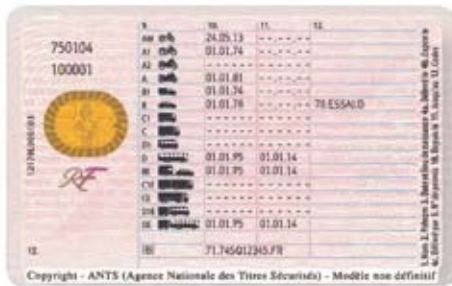 9. 10. 11. 12.
750104
100001
AM 24.05.13
A1 01.01.74
A2
A 01.01.81
B1 01.01.74
B 01.01.78 70.ESSAI.O
C1
C
D1
D 01.01.95 01.01.14
BE 01.01.95 01.01.14
C1E
CE
D1E
DE 01.01.95 01.01.14
RF
13. (B) 71.745012345.FR
Copyright - ANTS (Agence Nationale des Titres Sécurisés) - Modèle non définitif